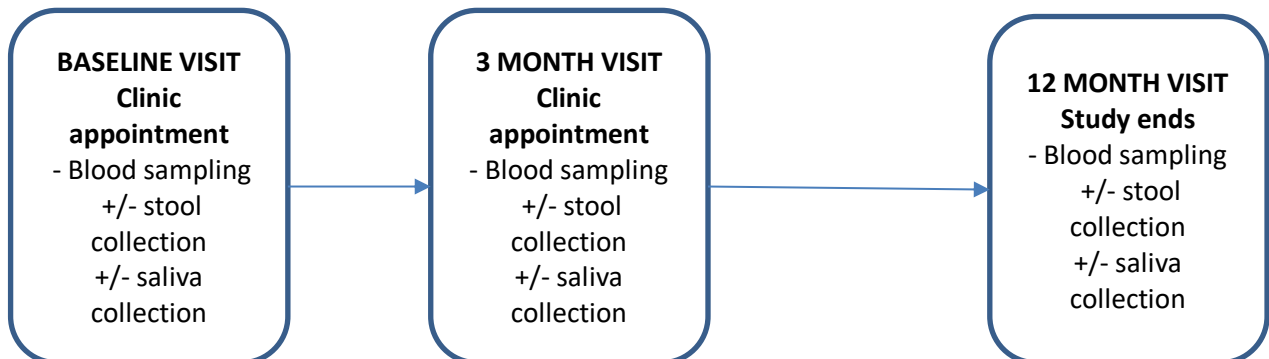 BASELINE VISIT
Clinic
appointment
- Blood sampling
+/- stool
collection
+/- saliva
collection
3 MONTH VISIT
Clinic
appointment
- Blood sampling
+/- stool
collection
+/- saliva
collection
12 MONTH VISIT
Study ends
- Blood sampling
+/- stool
collection
+/- saliva
collection